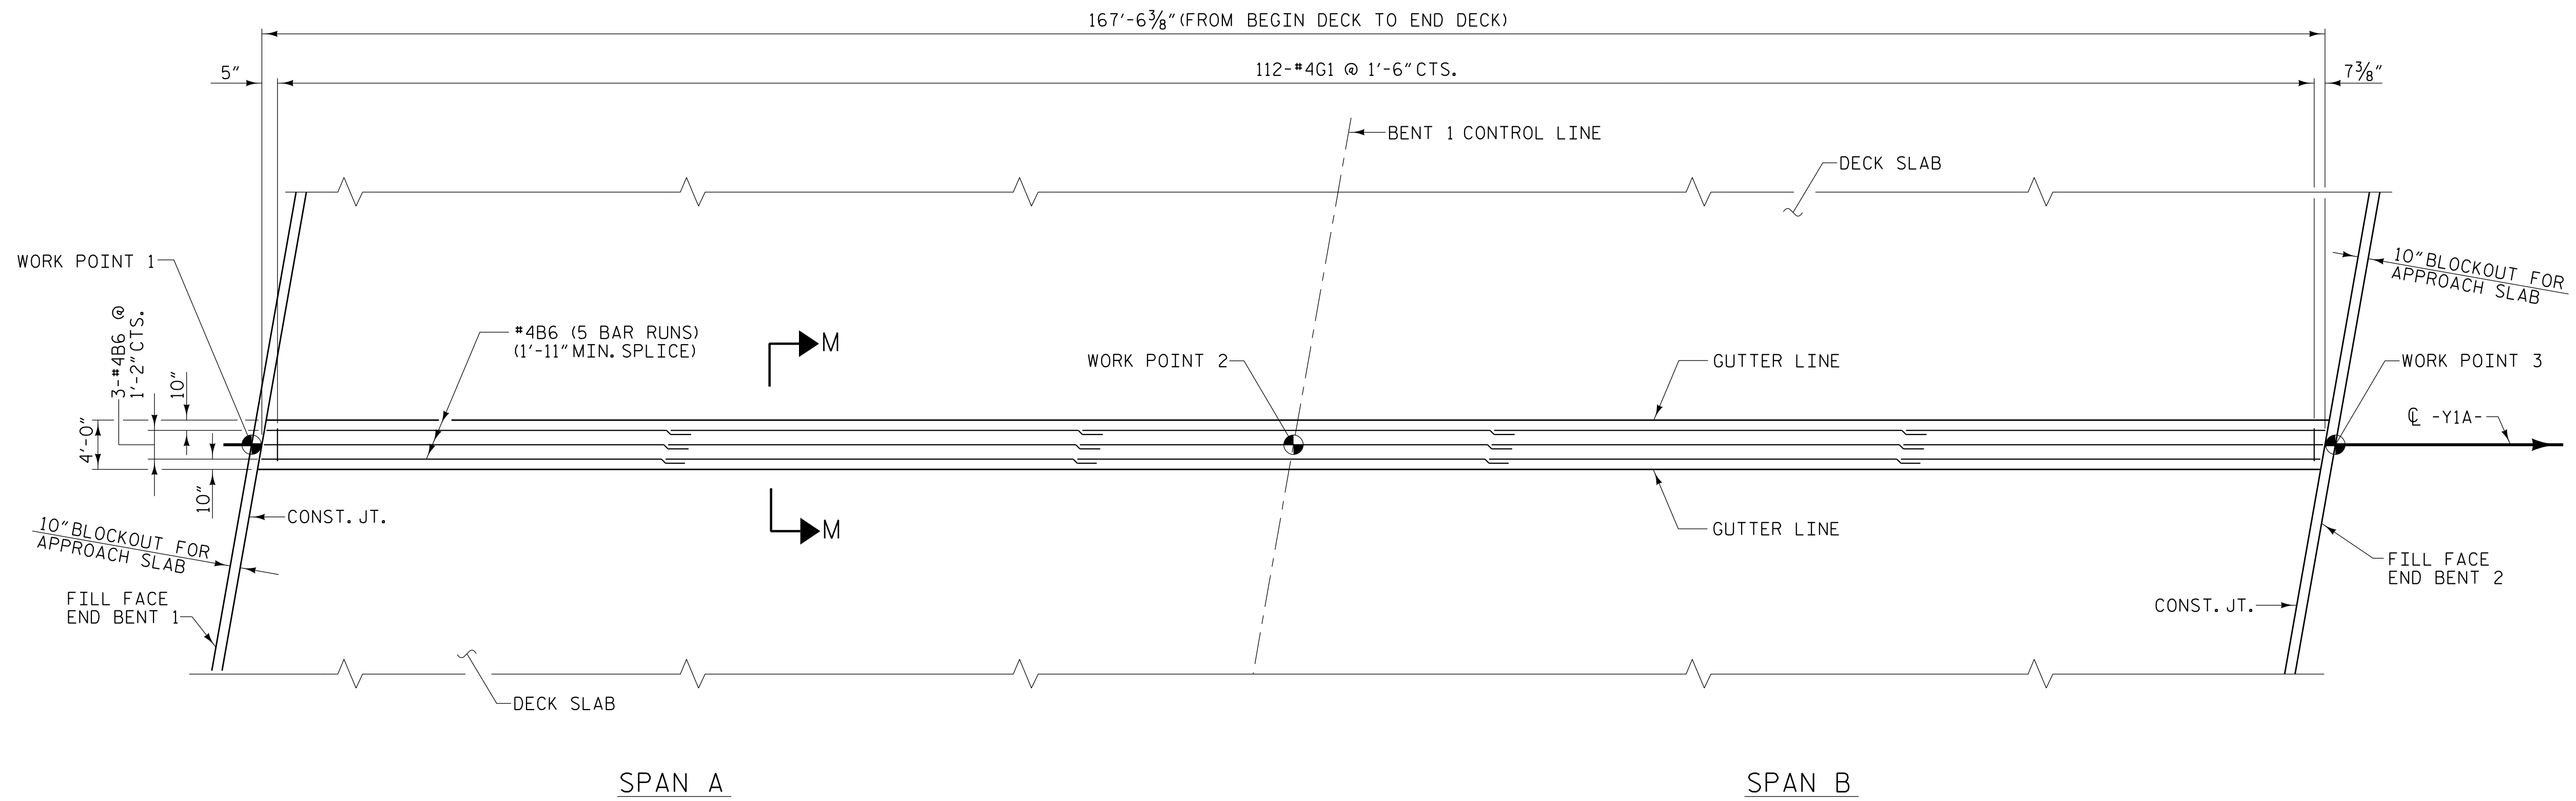 167'-6⅜" (FROM BEGIN DECK TO END DECK)
5"
112-#4G1 @ 1'-6" CTS.
7⅜"
BENT 1 CONTROL LINE
DECK SLAB
WORK POINT 1
10" BLOCKOUT FOR
APPROACH SLAB
3-#4B6 @
1'-2" CTS.
10"
#4B6 (5 BAR RUNS)
(1'-11" MIN. SPLICE)
M
WORK POINT 2
GUTTER LINE
WORK POINT 3
℄ -Y1A-
4'-0"
10"
CONST. JT.
M
GUTTER LINE
10" BLOCKOUT FOR
APPROACH SLAB
FILL FACE
END BENT 2
FILL FACE
END BENT 1
CONST. JT.
DECK SLAB
SPAN A
SPAN B